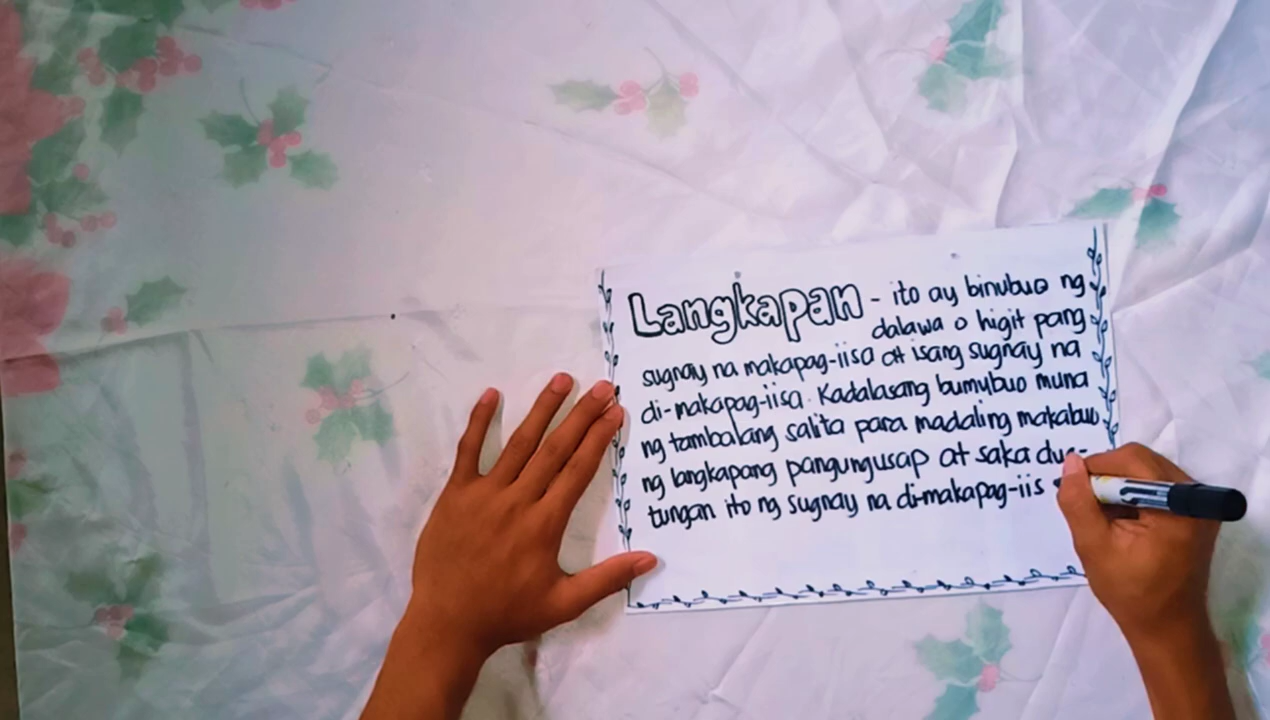 Langkapan - ito ay binubuo ng
dalawa o higit pang
sugnay na makapag-iisa at isang sugnay na
di-makapag-iisa. Kadalasang bumubuo muna
ng tambalang salita para madaling makabuo
ng langkapang pangungusap at saka dug-
tungan ito ng sugnay na di-makapag-iis